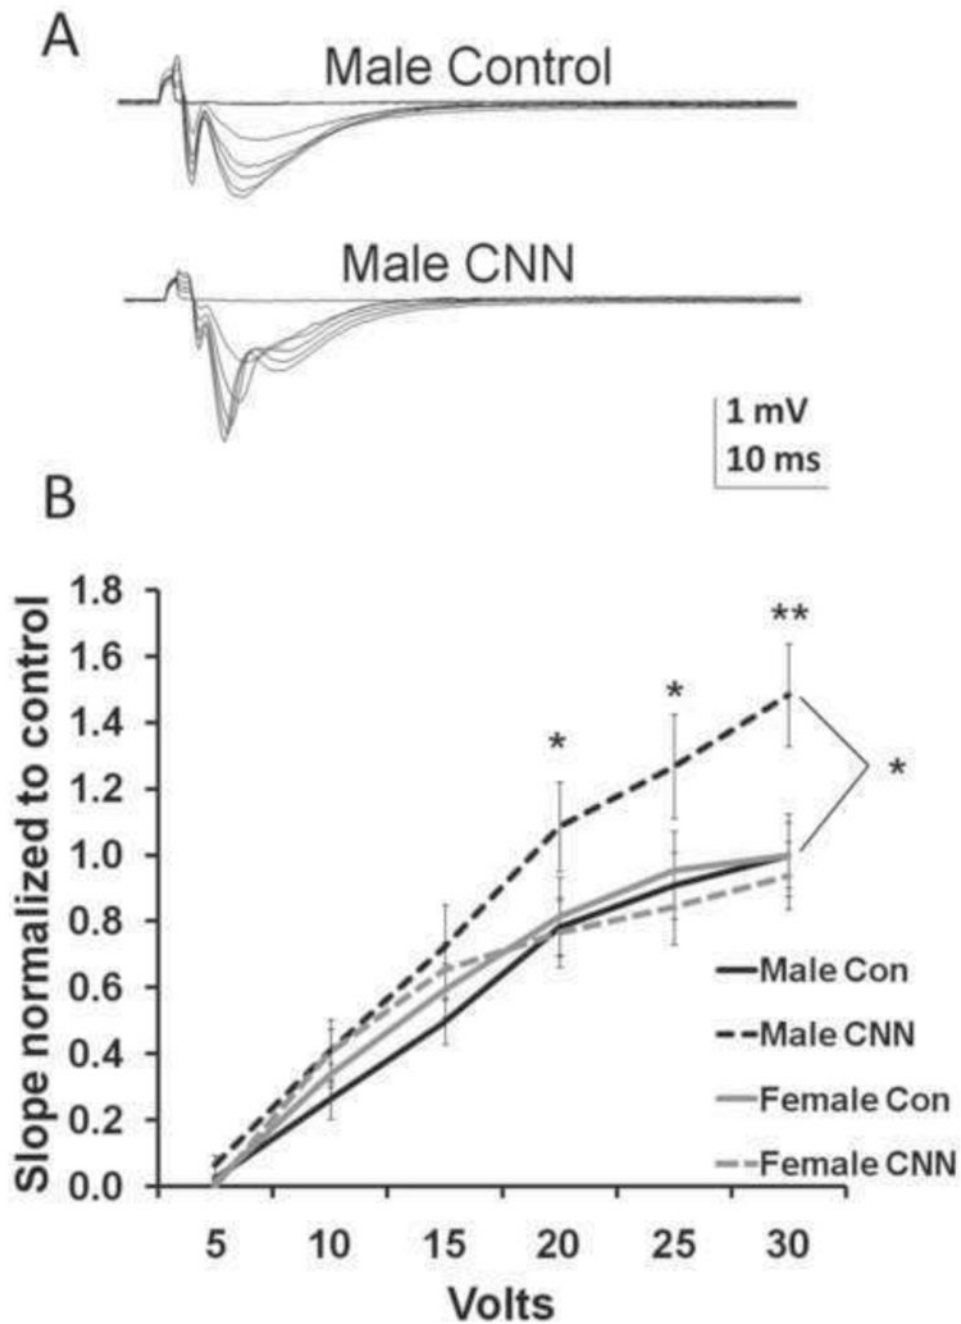 A
Male Control
Male CNN
1 mV
10 ms
B
Slope normalized to control
1.8
1.6
1.4
1.2
1.0
0.8
0.6
0.4
0.2
0.0
**
*
*
*
Male Con
Male CNN
Female Con
Female CNN
5 10 15 20 25 30
Volts